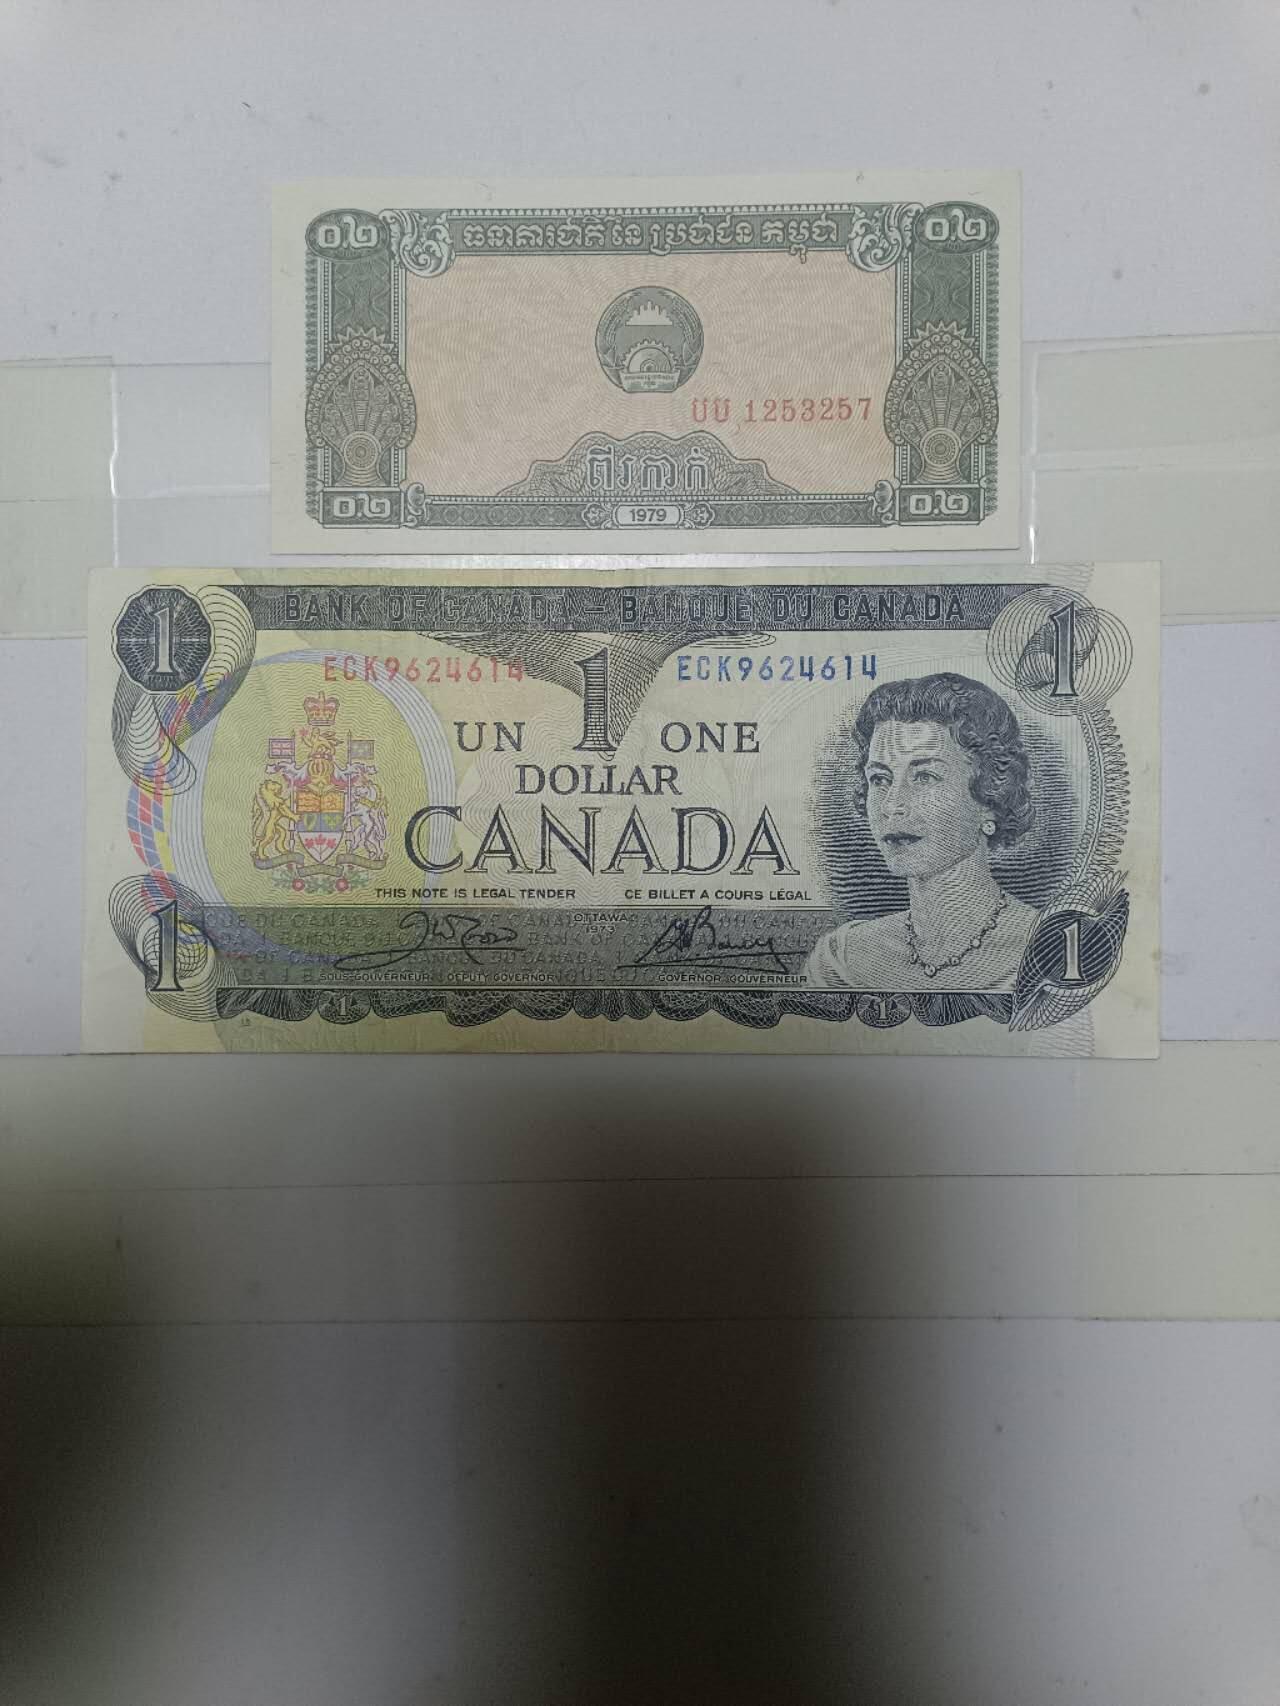 ០.២ ធនាគារជាតិ នៃ ប្រជាជន កម្ពុជា ០.២
ÜÜ 1253257
ពីរកាក់
០.២ 1979 ០.២
1 BANK OF CANADA – BANQUE DU CANADA 1
ECK9624614 ECK9624614
UN 1 ONE
DOLLAR
CANADA
THIS NOTE IS LEGAL TENDER CE BILLET A COURS LÉGAL
OTTAWA
1973
1 SOUS-GOUVERNEUR DEPUTY GOVERNOR GOVERNOR GOUVERNEUR 1
1 1